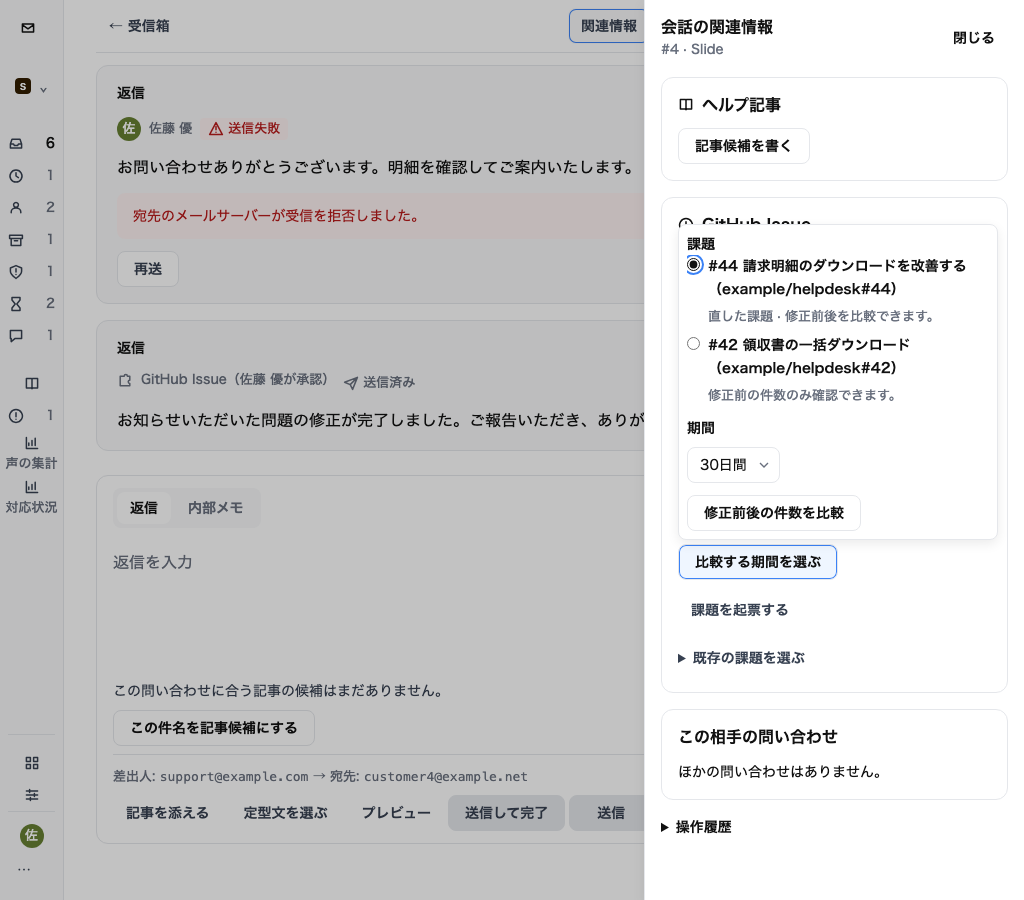 S
6
1
2
1
1
2
1
1
声の集計
対応状況
佐
…
← 受信箱
関連情報
返信
佐 佐藤 優 送信失敗
お問い合わせありがとうございます。明細を確認してご案内いたします。
宛先のメールサーバーが受信を拒否しました。
再送
返信
GitHub Issue（佐藤 優が承認） 送信済み
お知らせいただいた問題の修正が完了しました。ご報告いただき、ありが
返信 内部メモ
返信を入力
この問い合わせに合う記事の候補はまだありません。
この件名を記事候補にする
差出人: support@example.com → 宛先: customer4@example.net
記事を添える 定型文を選ぶ プレビュー 送信して完了 送信
会話の関連情報
#4 · Slide
閉じる
ヘルプ記事
記事候補を書く
GitHub Issue
課題
#44 請求明細のダウンロードを改善する
（example/helpdesk#44）
直した課題 · 修正前後を比較できます。
#42 領収書の一括ダウンロード
（example/helpdesk#42）
修正前の件数のみ確認できます。
期間
30日間
修正前後の件数を比較
比較する期間を選ぶ
課題を起票する
▶ 既存の課題を選ぶ
この相手の問い合わせ
ほかの問い合わせはありません。
▶ 操作履歴